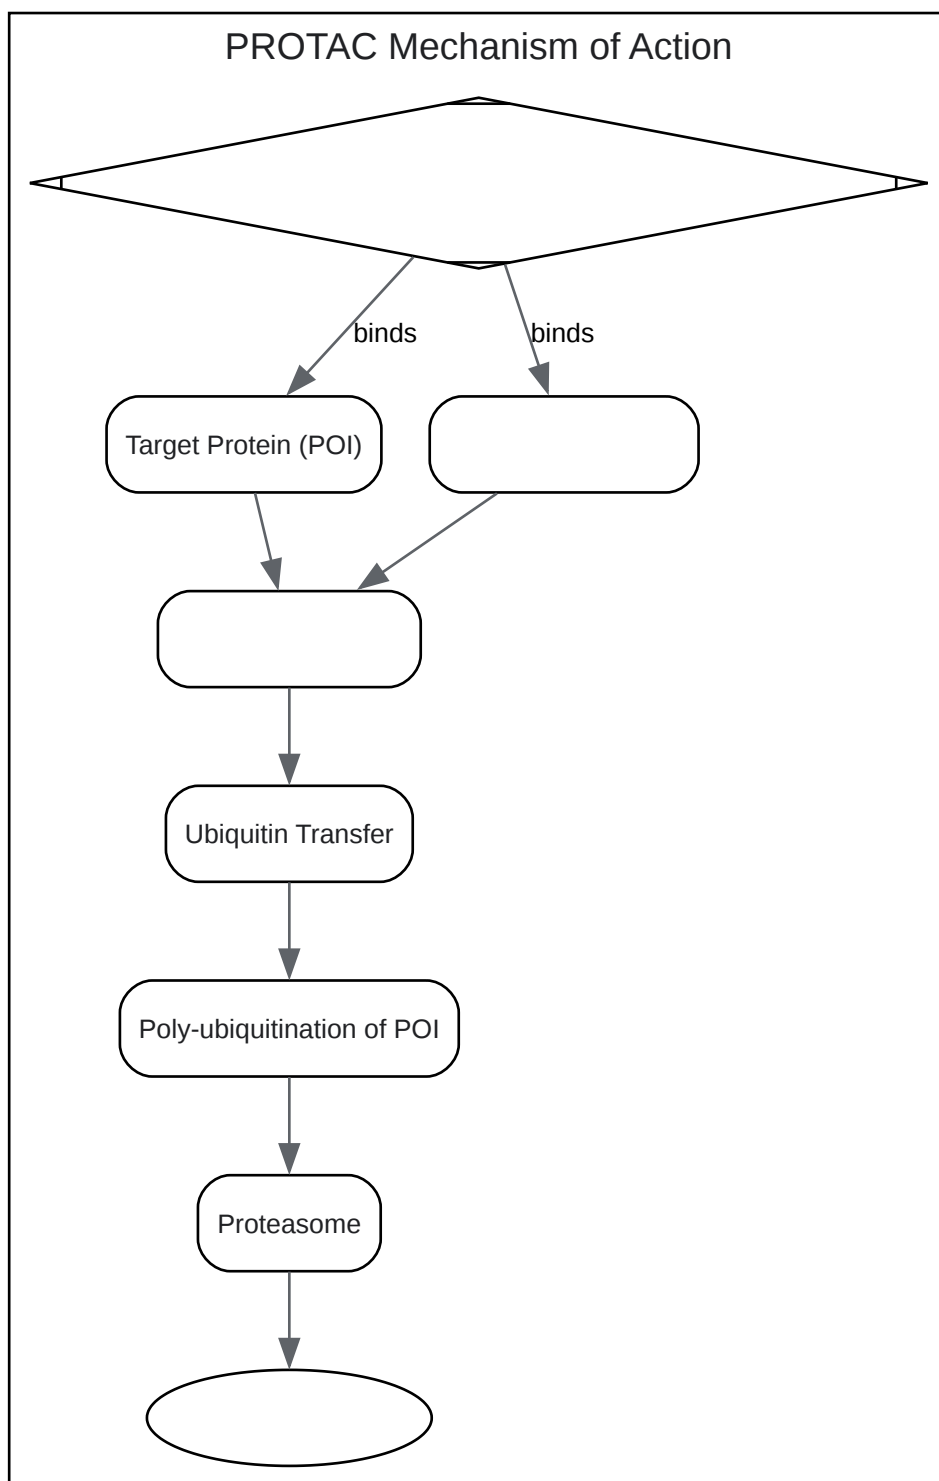 PROTAC Mechanism of Action
binds
binds
Target Protein (POI)
Ubiquitin Transfer
Poly-ubiquitination of POI
Proteasome